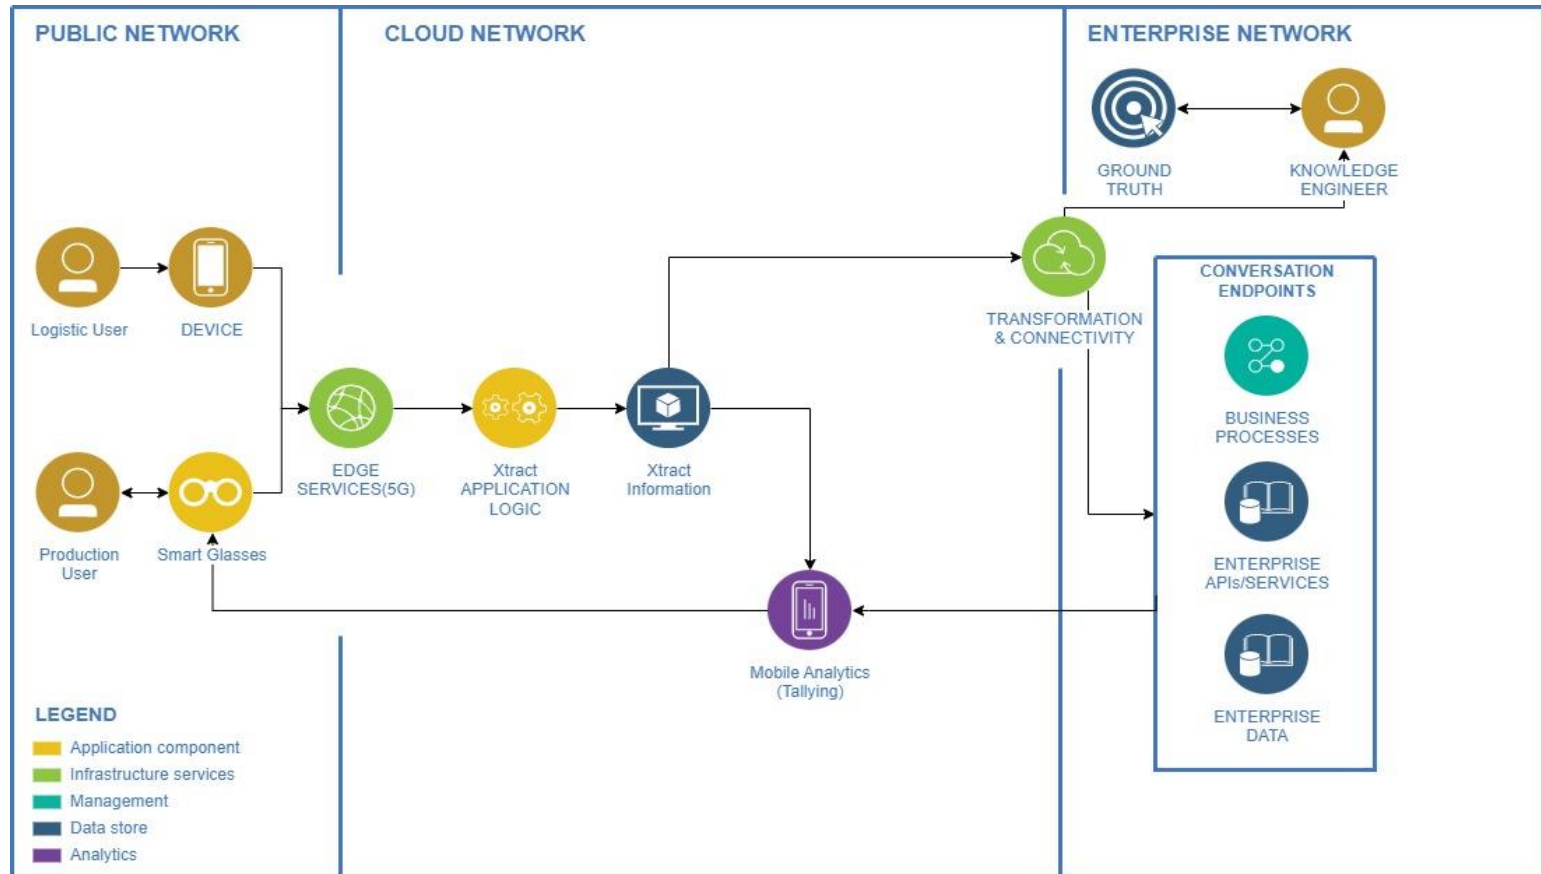 PUBLIC NETWORK
CLOUD NETWORK
ENTERPRISE NETWORK
GROUND
TRUTH
KNOWLEDGE
ENGINEER
Logistic User
DEVICE
TRANSFORMATION
& CONNECTIVITY
CONVERSATION
ENDPOINTS
BUSINESS
PROCESSES
EDGE
SERVICES(5G)
Xtract
APPLICATION
LOGIC
Xtract
Information
Production
User
Smart Glasses
ENTERPRISE
APIs/SERVICES
Mobile Analytics
(Tallying)
ENTERPRISE
DATA
LEGEND
Application component
Infrastructure services
Management
Data store
Analytics